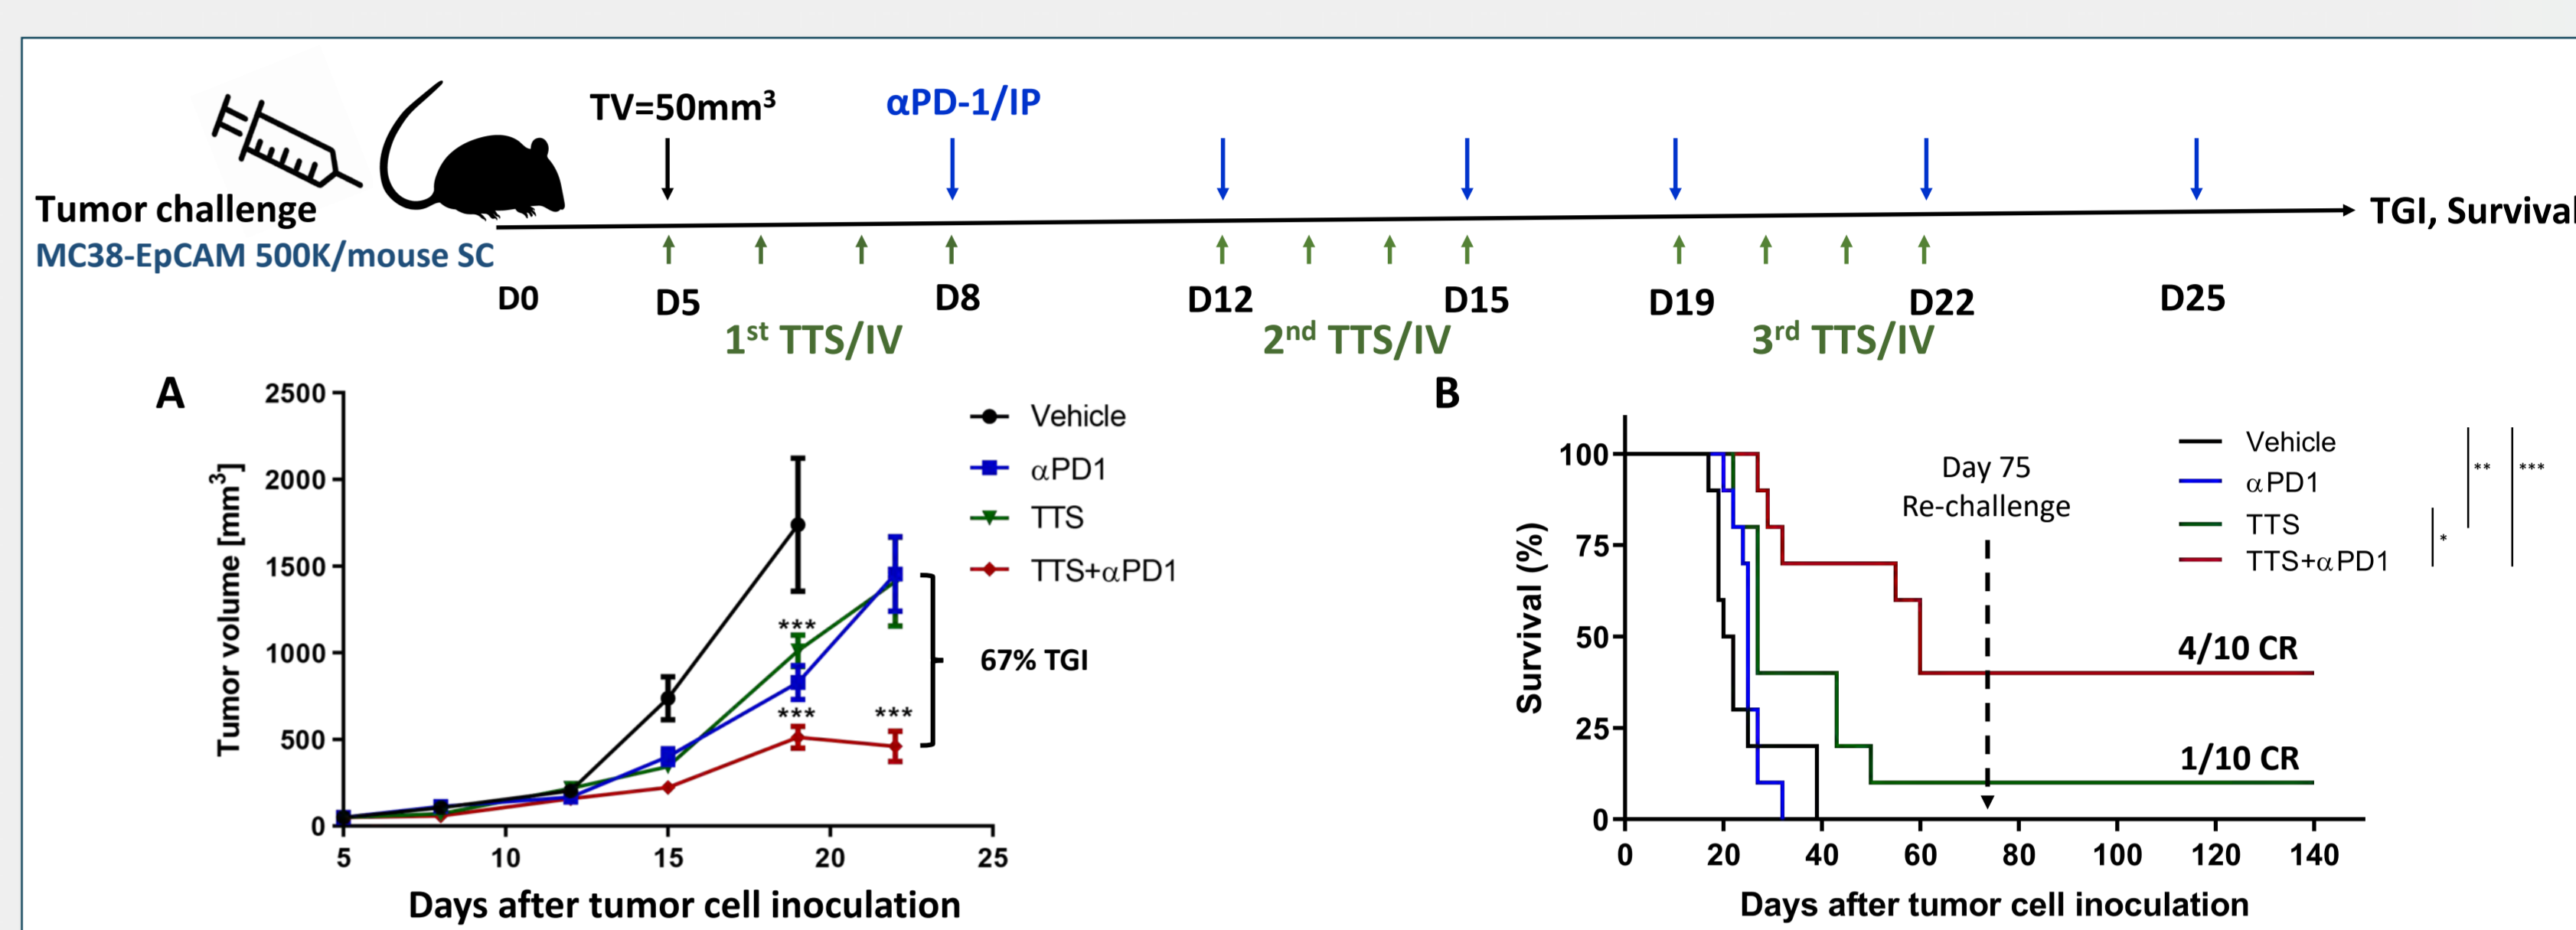 TV=50mm³
αPD-1/IP
Tumor challenge
TGI, Survival
MC38-EpCAM 500K/mouse SC
D0 D5 D8 D12 D15 D19 D22 D25
1st TTS/IV 2nd TTS/IV 3rd TTS/IV
A
Tumor volume [mm³]
2500
2000
1500
1000
500
0
5 10 15 20 25
Days after tumor cell inoculation
Vehicle
αPD1
TTS
TTS+αPD1
***
***
***
67% TGI
B
Survival (%)
100
75
50
25
0
0 20 40 60 80 100 120 140
Days after tumor cell inoculation
Day 75
Re-challenge
Vehicle
αPD1
TTS
TTS+αPD1
** ***
*
4/10 CR
1/10 CR